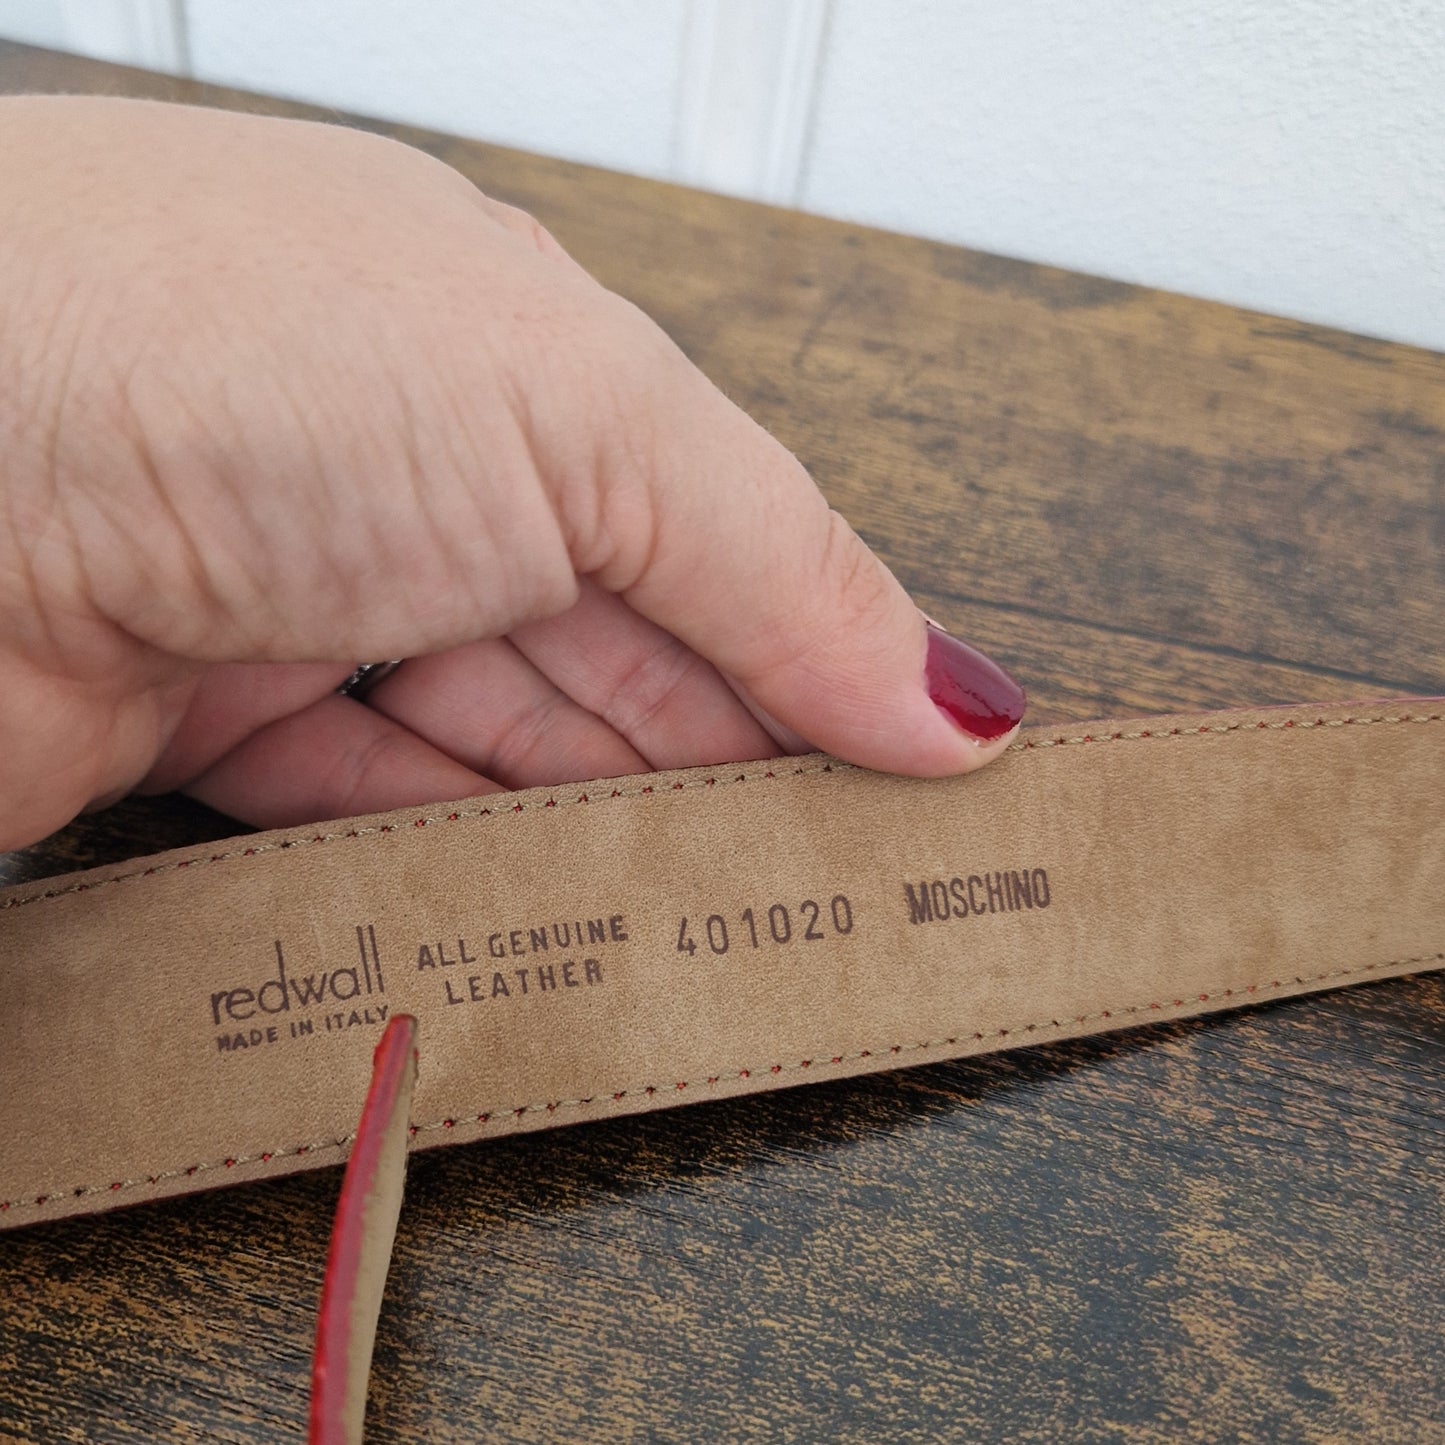 redwall
MADE IN ITALY
ALL GENUINE
LEATHER
401020
MOSCHINO